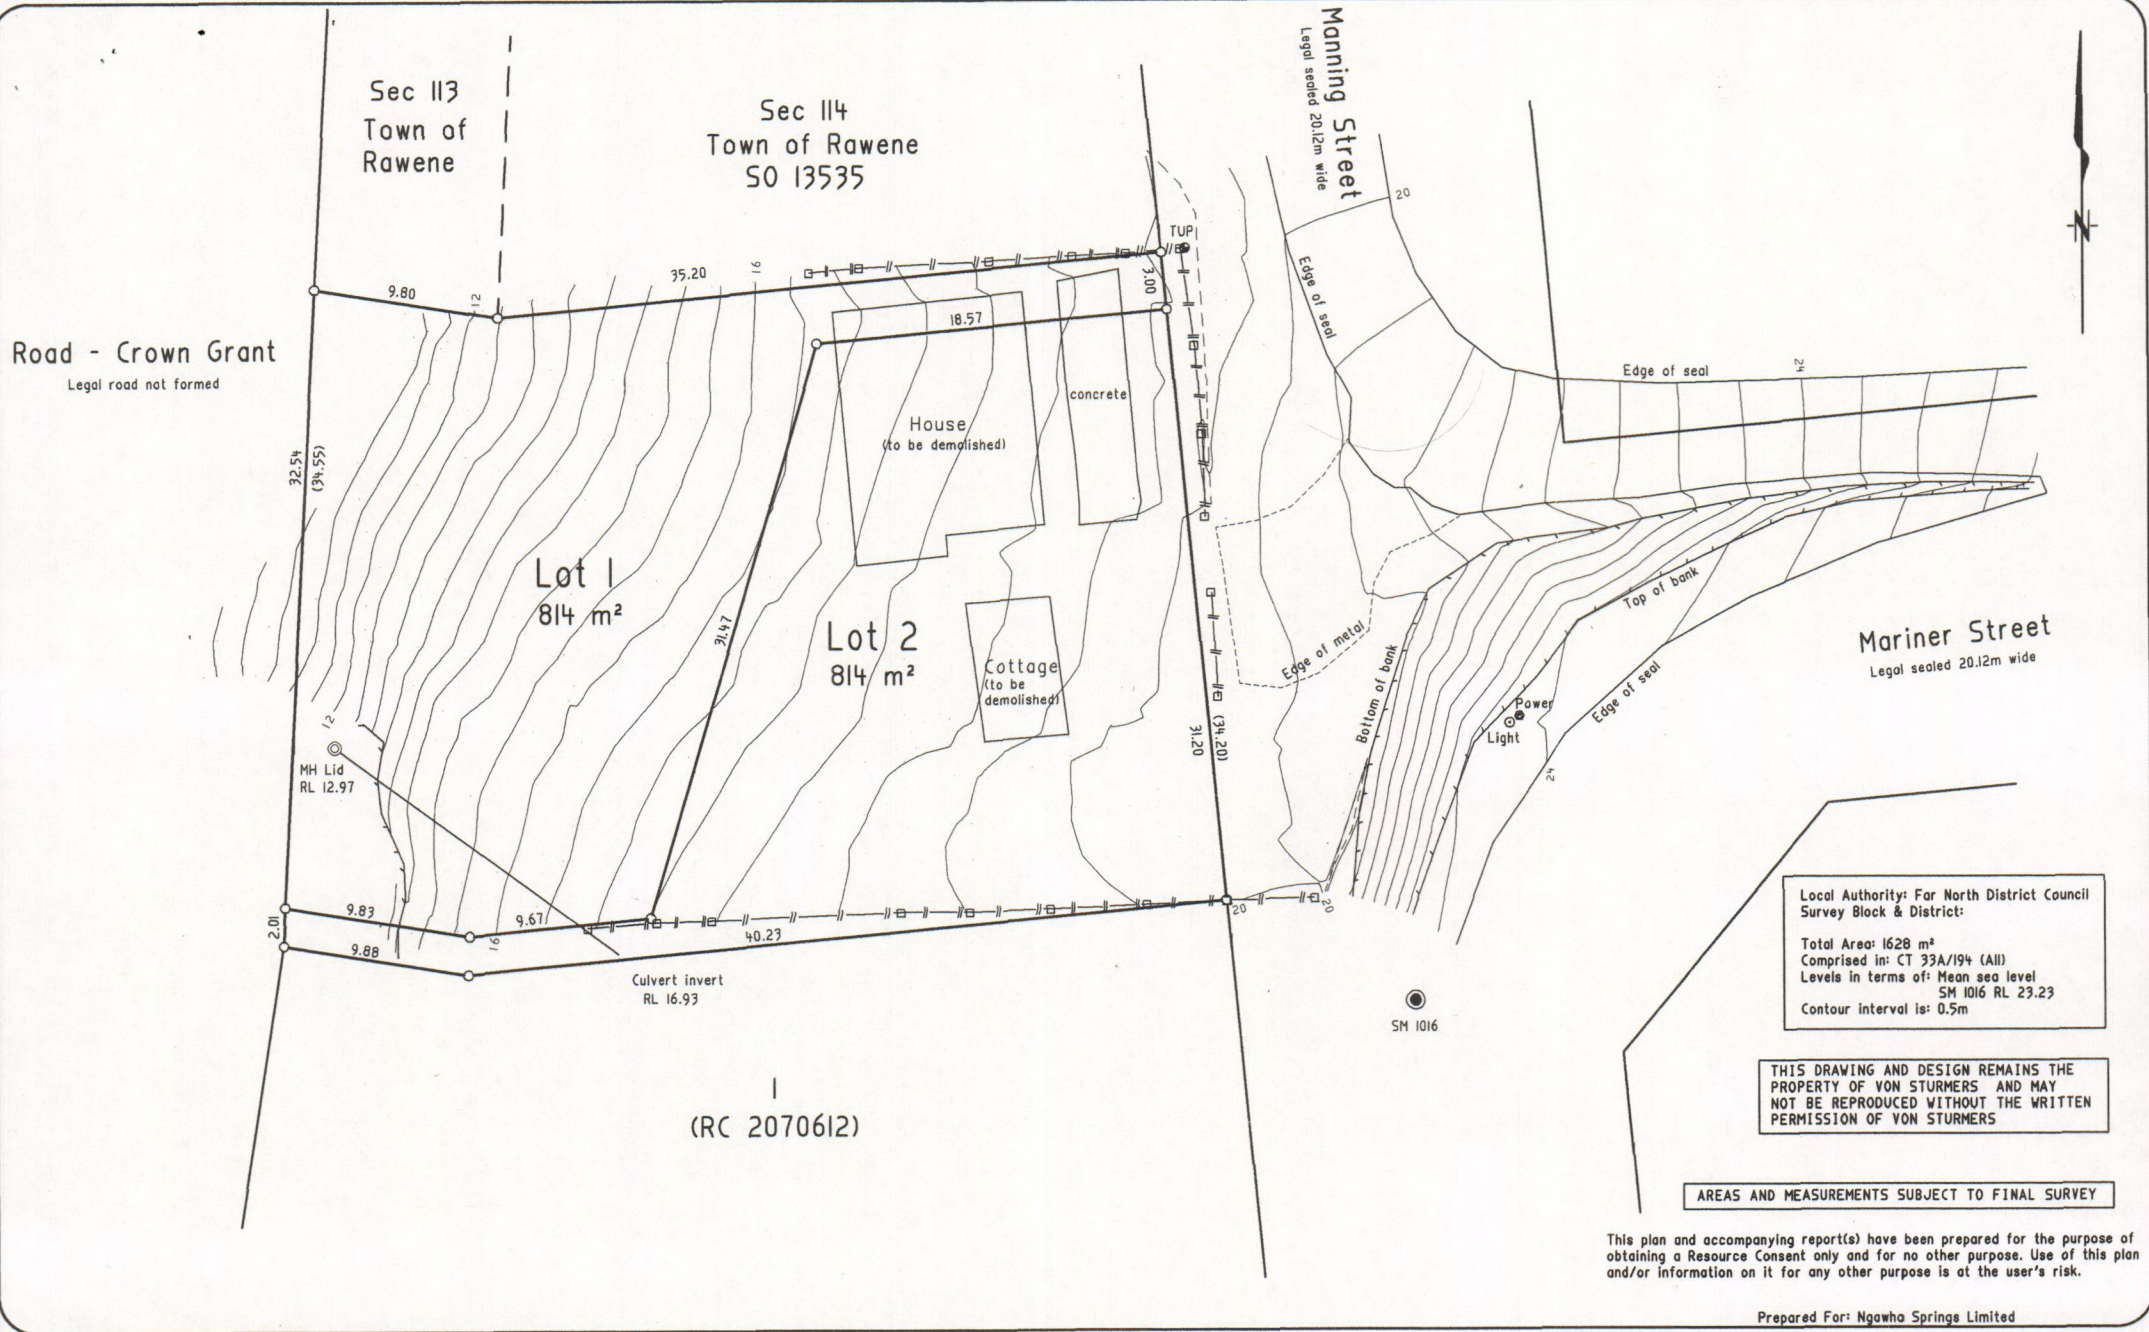 Sec 113
Town of
Rawene
Sec 114
Town of Rawene
SO 13535
Manning Street
Legal sealed 20.12m wide
20
TUP
Edge of seal
3.00
9.80
12
35.20
16
18.57
Road - Crown Grant
Legal road not formed
Edge of seal
24
concrete
House
(to be demolished)
32.54
(34.55)
Lot 1
814 m²
31.47
Lot 2
814 m²
Cottage
(to be
demolished)
Edge of metal
Bottom of bank
Top of bank
Edge of seal
Mariner Street
Legal sealed 20.12m wide
Power
Light
24
31.20
(34.20)
12
MH Lid
RL 12.97
2.01
9.83
9.67
16
9.88
40.23
20
20
Culvert invert
RL 16.93
SM 1016
1
(RC 2070612)
Local Authority: Far North District Council
Survey Block & District:
Total Area: 1628 m²
Comprised in: CT 33A/194 (All)
Levels in terms of: Mean sea level
SM 1016 RL 23.23
Contour interval is: 0.5m
THIS DRAWING AND DESIGN REMAINS THE
PROPERTY OF VON STURMERS AND MAY
NOT BE REPRODUCED WITHOUT THE WRITTEN
PERMISSION OF VON STURMERS
AREAS AND MEASUREMENTS SUBJECT TO FINAL SURVEY
This plan and accompanying report(s) have been prepared for the purpose of
obtaining a Resource Consent only and for no other purpose. Use of this plan
and/or information on it for any other purpose is at the user's risk.
Prepared For: Ngawha Springs Limited